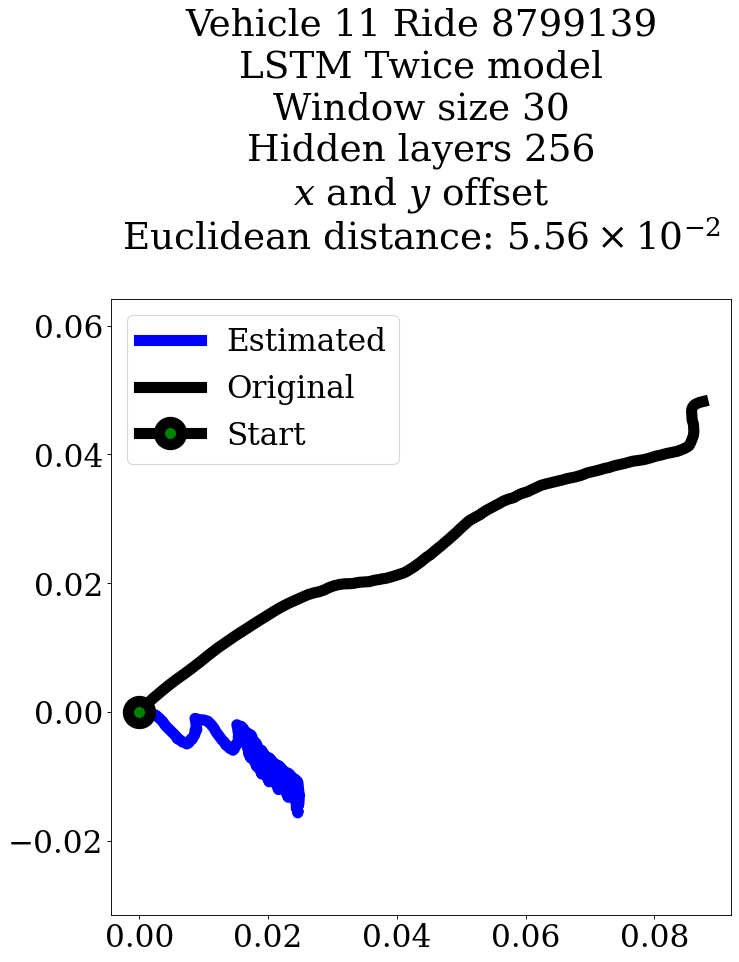 Vehicle 11 Ride 8799139
LSTM Twice model
Window size 30
Hidden layers 256
x and y offset
Euclidean distance: 5.56 × 10⁻²
Estimated
Original
Start
0.06
0.04
0.02
0.00
−0.02
0.00 0.02 0.04 0.06 0.08